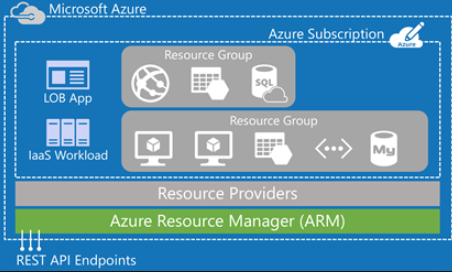 Microsoft Azure
Azure Subscription
Azure
Resource Group
SQL
LOB App
Resource Group
IaaS Workload
My
Resource Providers
Azure Resource Manager (ARM)
REST API Endpoints